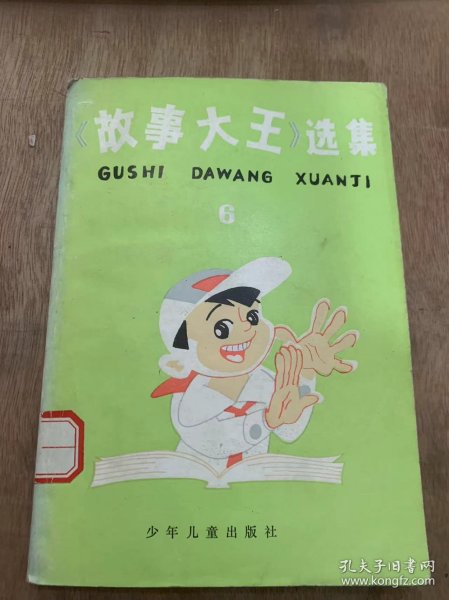 《故事大王》选集
GUSHI DAWANG XUANJI
6
少年儿童出版社
孔夫子旧书网
www.kongfz.com